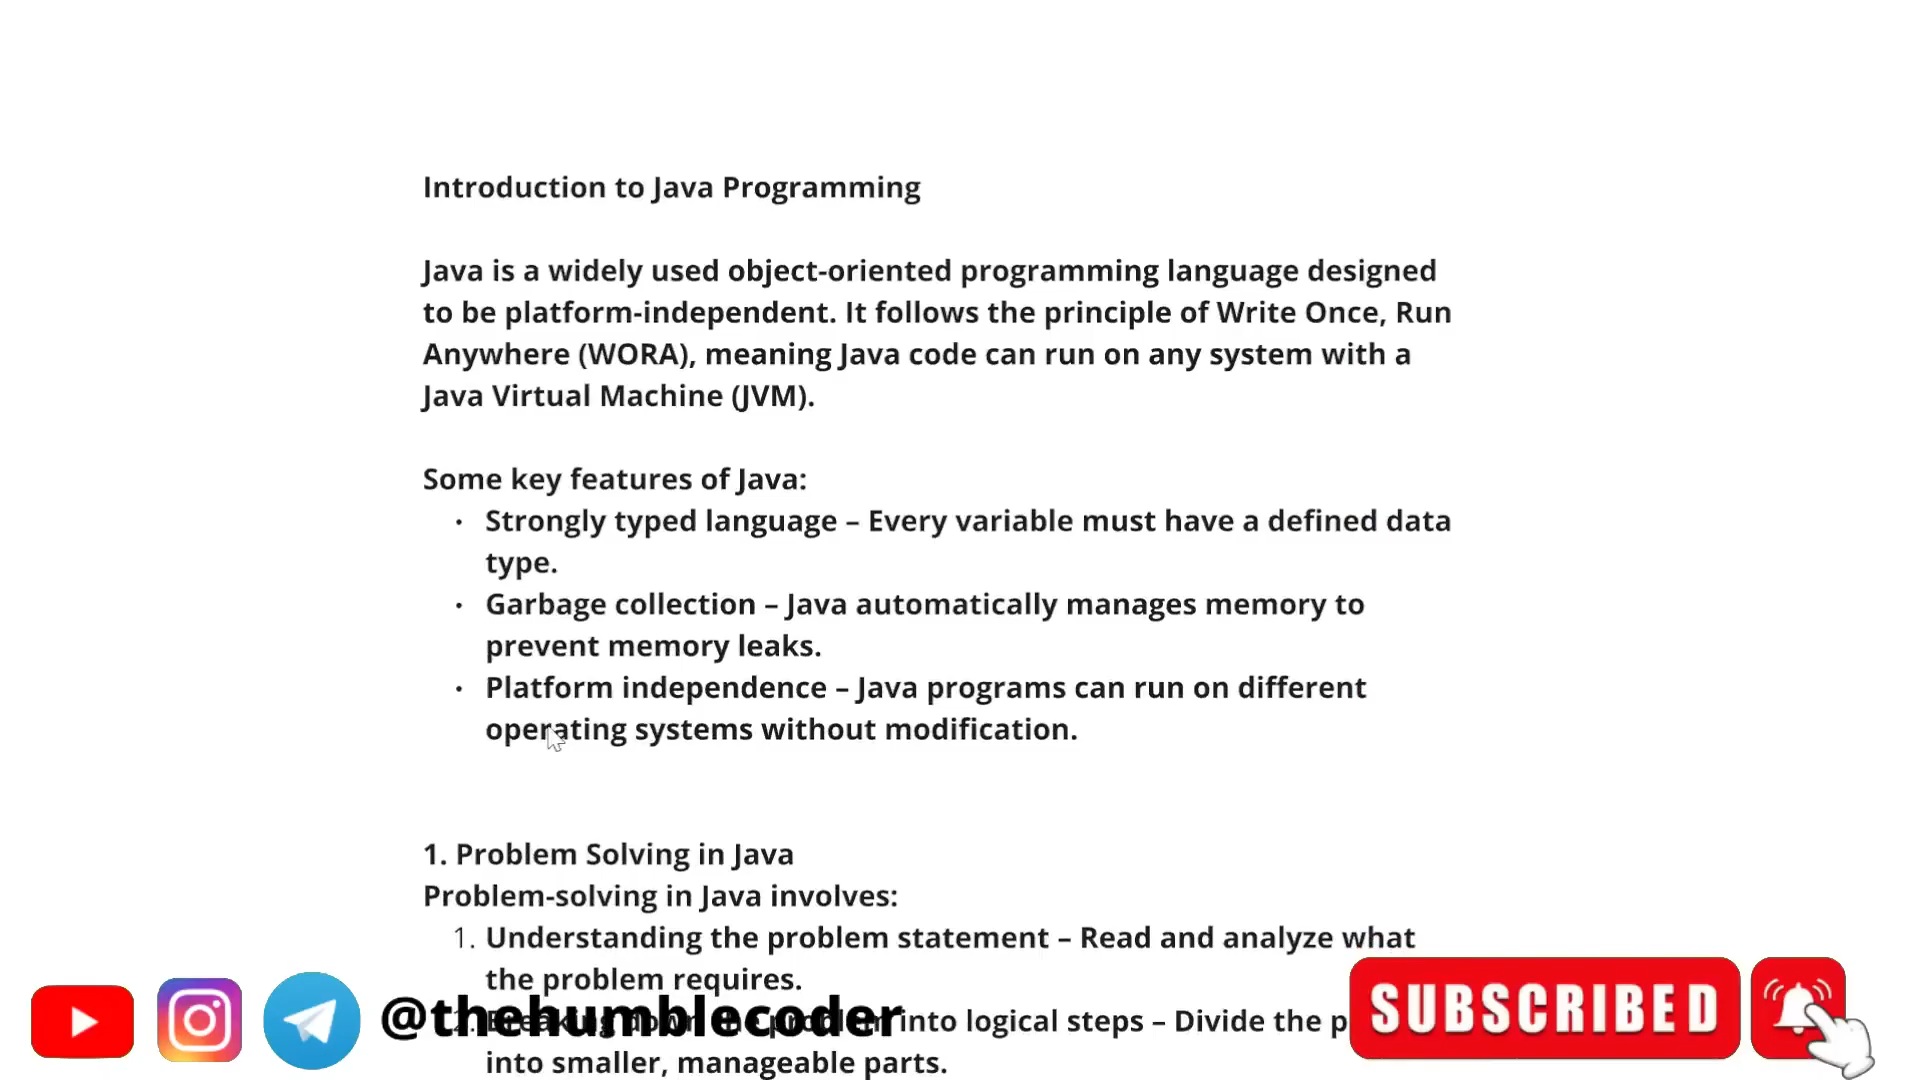 Introduction to Java Programming
Java is a widely used object-oriented programming language designed
to be platform-independent. It follows the principle of Write Once, Run
Anywhere (WORA), meaning Java code can run on any system with a
Java Virtual Machine (JVM).
Some key features of Java:
· Strongly typed language – Every variable must have a defined data
type.
· Garbage collection – Java automatically manages memory to
prevent memory leaks.
· Platform independence – Java programs can run on different
operating systems without modification.
1. Problem Solving in Java
Problem-solving in Java involves:
1. Understanding the problem statement – Read and analyze what
the problem requires.
2. Breaking down the problem into logical steps – Divide the p
into smaller, manageable parts.
@thehumblecoder
SUBSCRIBED